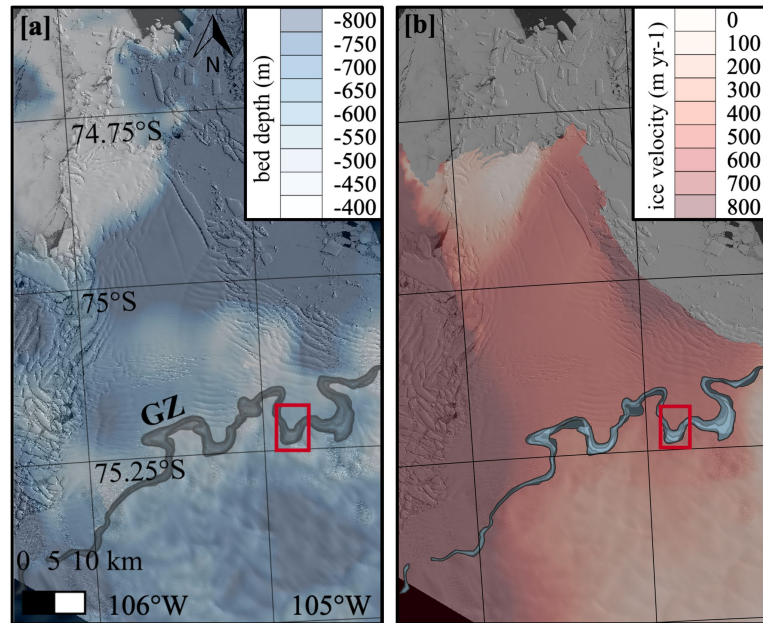 [a]
N
bed depth (m)
-800
-750
-700
-650
-600
-550
-500
-450
-400
74.75°S
75°S
GZ
75.25°S
0 5 10 km
106°W 105°W
[b]
ice velocity (m yr-1)
0
100
200
300
400
500
600
700
800